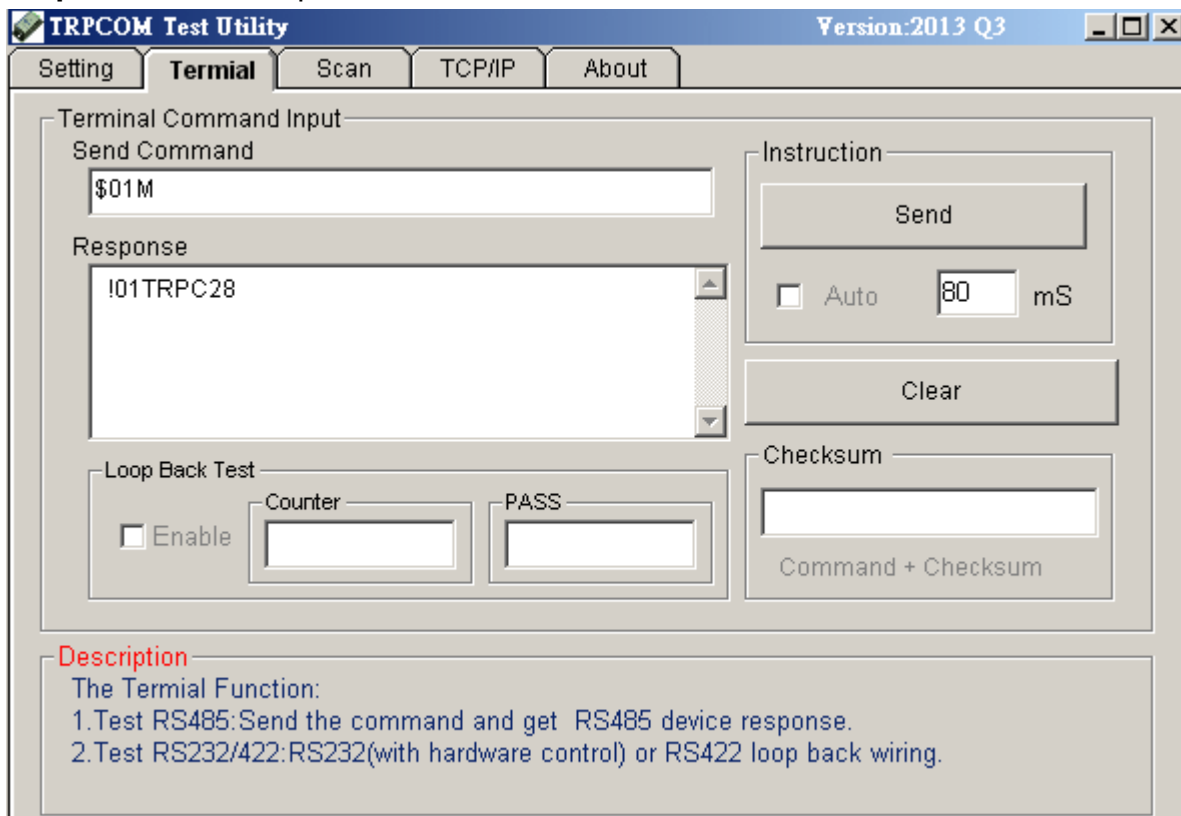 TRPCOM Test Utility Version:2013 Q3
Setting Termial Scan TCP/IP About
Terminal Command Input
Send Command
$01M
Response
!01TRPC28
Instruction
Send
Auto 80 mS
Clear
Loop Back Test
Enable
Counter
PASS
Checksum
Command + Checksum
Description
The Termial Function:
1.Test RS485:Send the command and get RS485 device response.
2.Test RS232/422:RS232(with hardware control) or RS422 loop back wiring.